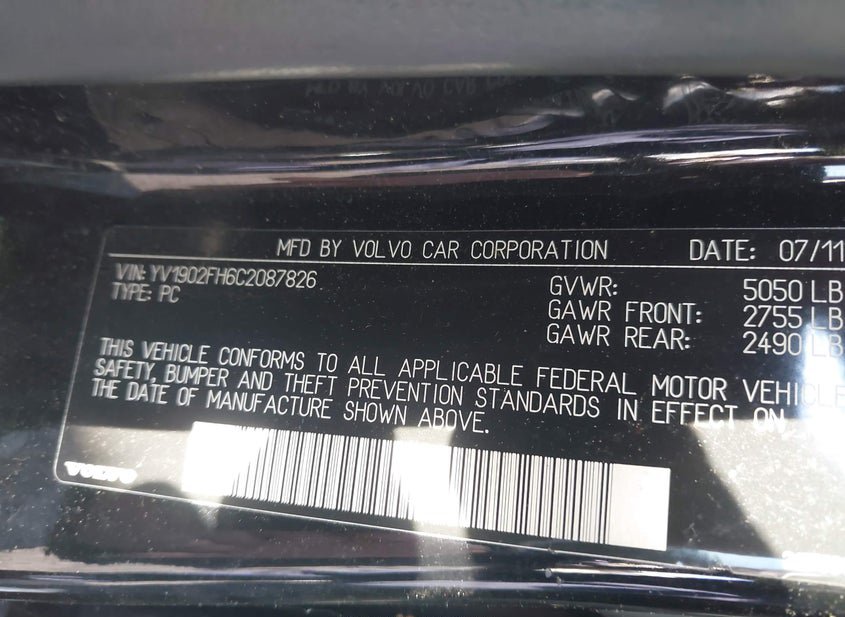 MFD BY VOLVO CAR CORPORATION DATE: 07/11
VIN: YV1902FH6C2087826
TYPE: PC
GVWR: 5050 LB
GAWR FRONT: 2755 LB
GAWR REAR: 2490 LB
THIS VEHICLE CONFORMS TO ALL APPLICABLE FEDERAL MOTOR VEHICLE
SAFETY, BUMPER AND THEFT PREVENTION STANDARDS IN EFFECT ON
THE DATE OF MANUFACTURE SHOWN ABOVE.
VOLVO